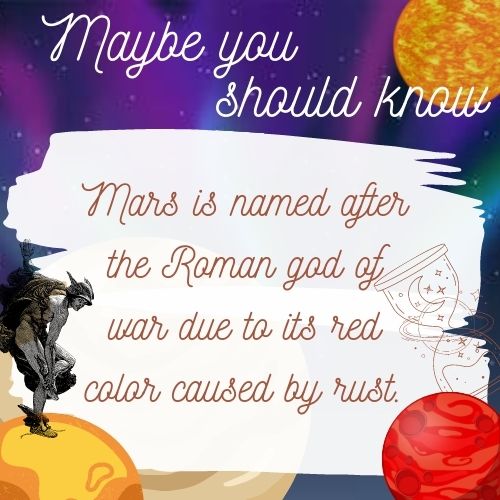 Maybe you
should know
Mars is named after
the Roman god of
war due to its red
color caused by rust.